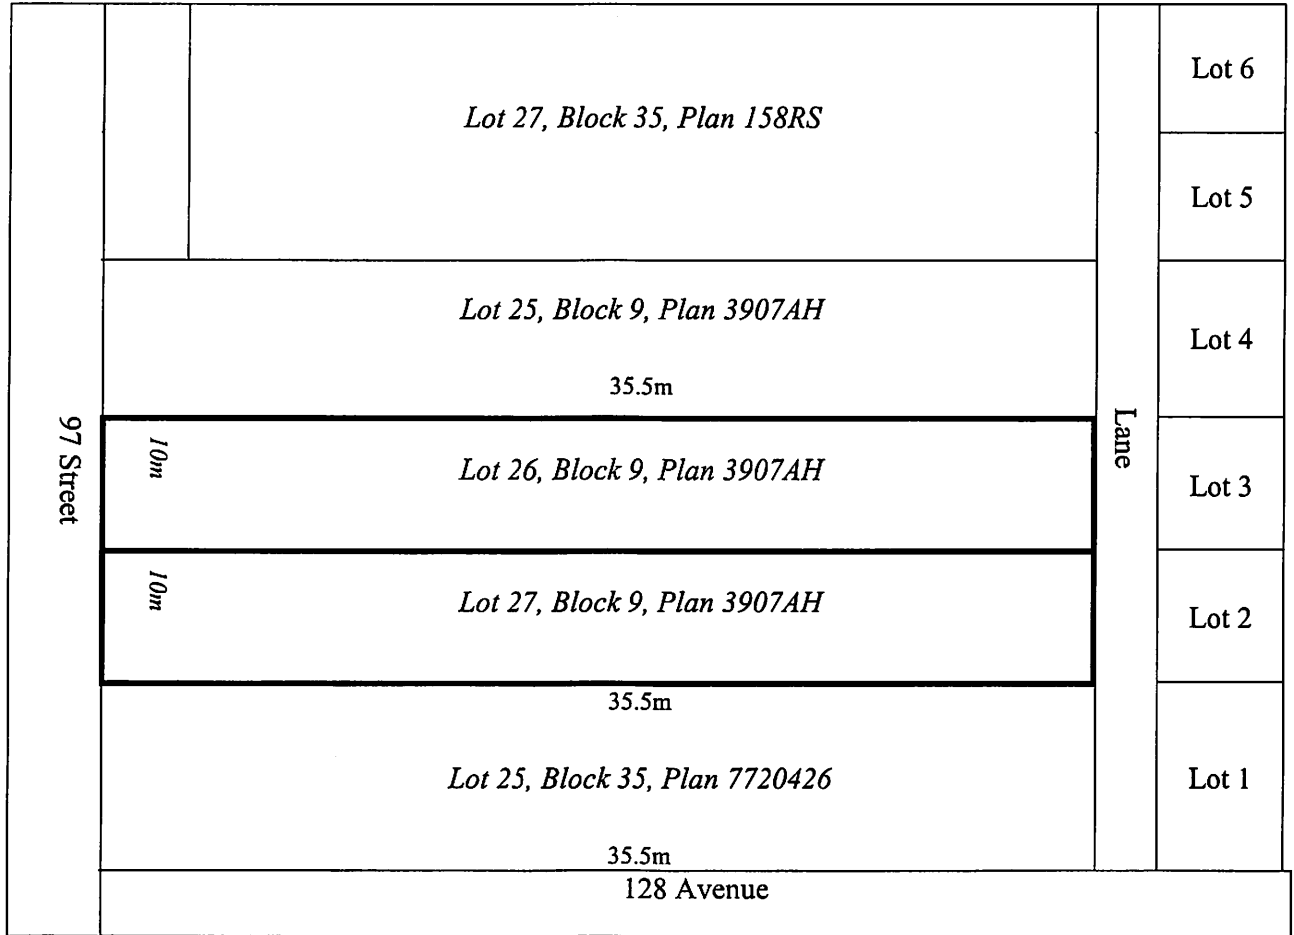 Lot 6
Lot 27, Block 35, Plan 158RS
Lot 5
Lot 25, Block 9, Plan 3907AH
Lot 4
35.5m
97 Street
10m
Lot 26, Block 9, Plan 3907AH
Lane
Lot 3
10m
Lot 27, Block 9, Plan 3907AH
Lot 2
35.5m
Lot 25, Block 35, Plan 7720426
Lot 1
35.5m
128 Avenue